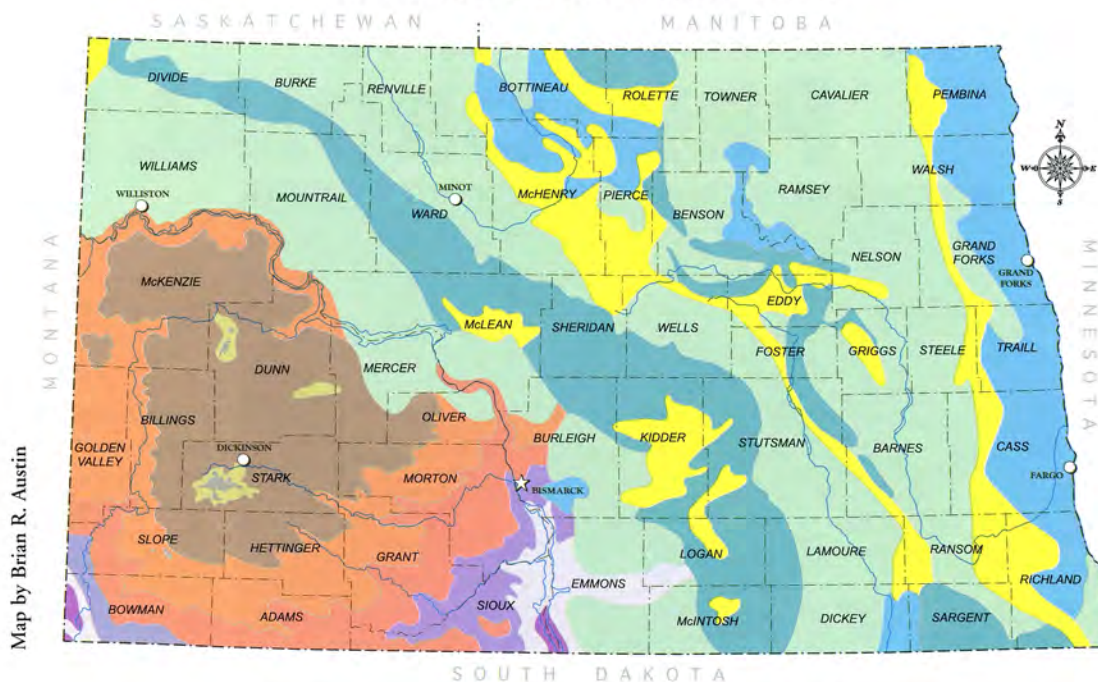 SASKATCHEWAN
MANITOBA
DIVIDE
BURKE
RENVILLE
BOTTINEAU
ROLETTE
TOWNER
CAVALIER
PEMBINA
WILLIAMS
WILLISTON
MOUNTRAIL
WARD
MINOT
McHENRY
PIERCE
BENSON
RAMSEY
WALSH
N
W
E
S
MONTANA
MINNESOTA
McKENZIE
McLEAN
SHERIDAN
WELLS
EDDY
NELSON
GRAND
FORKS
GRAND
FORKS
DUNN
MERCER
FOSTER
GRIGGS
STEELE
TRAILL
BILLINGS
GOLDEN
VALLEY
DICKINSON
STARK
OLIVER
MORTON
BURLEIGH
BISMARCK
KIDDER
STUTSMAN
BARNES
CASS
FARGO
SLOPE
HETTINGER
GRANT
EMMONS
LOGAN
LAMOURE
RANSOM
RICHLAND
BOWMAN
ADAMS
SIOUX
McINTOSH
DICKEY
SARGENT
SOUTH DAKOTA
Map by Brian R. Austin